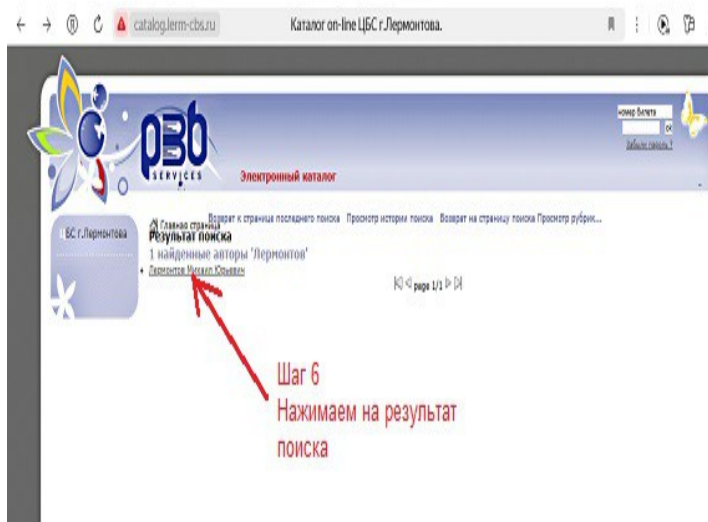 catalog.lerm-cbs.ru
Каталог on-line ЦБС г.Лермонтова.
номер билета
ok
Забыли пароль ?
рзб
SERVICES
Электронный каталог
ЦБС г.Лермонтова
Главная страница
Возврат к странице последнего поиска Просмотр истории поиска Возврат на страницу поиска Просмотр рубрик...
Результат поиска
1 найденные авторы 'Лермонтов'
Лермонтов Михаил Юрьевич
page 1/1
Шаг 6
Нажимаем на результат
поиска